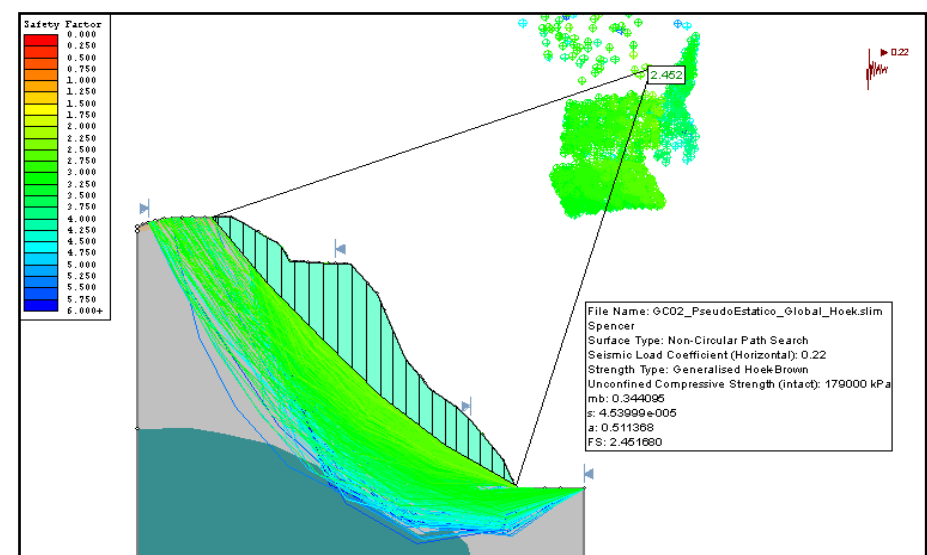 Safety Factor
0.000
0.250
0.500
0.750
1.000
1.250
1.500
1.750
2.000
2.250
2.500
2.750
3.000
3.250
3.500
3.750
4.000
4.250
4.500
4.750
5.000
5.250
5.500
5.750
6.000+
2.452
0.22
File Name: GC02_PseudoEstatico_Global_Hoek.slim
Spencer
Surface Type: Non-Circular Path Search
Seismic Load Coefficient (Horizontal): 0.22
Strength Type: Generalised HoekBrown
Unconfined Compressive Strength (intact): 179000 kPa
mb: 0.344095
s: 4.53999e-005
a: 0.511368
FS: 2.451680